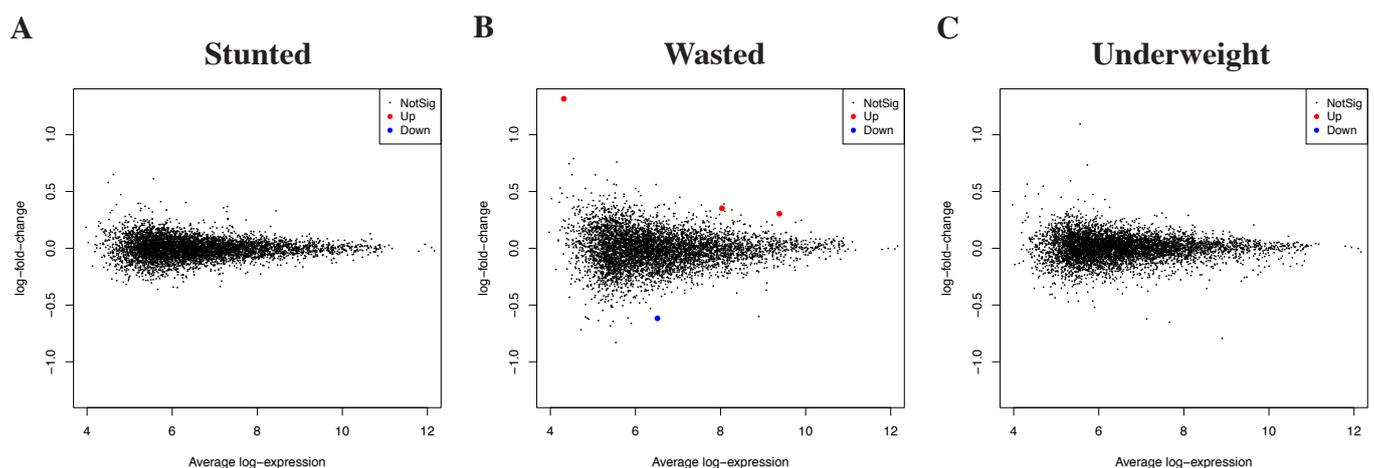 A
Stunted
NotSig
Up
Down
1.0
0.5
0.0
−0.5
−1.0
log−fold−change
4
6
8
10
12
Average log−expression
B
Wasted
NotSig
Up
Down
1.0
0.5
0.0
−0.5
−1.0
log−fold−change
4
6
8
10
12
Average log−expression
C
Underweight
NotSig
Up
Down
1.0
0.5
0.0
−0.5
−1.0
log−fold−change
4
6
8
10
12
Average log−expression